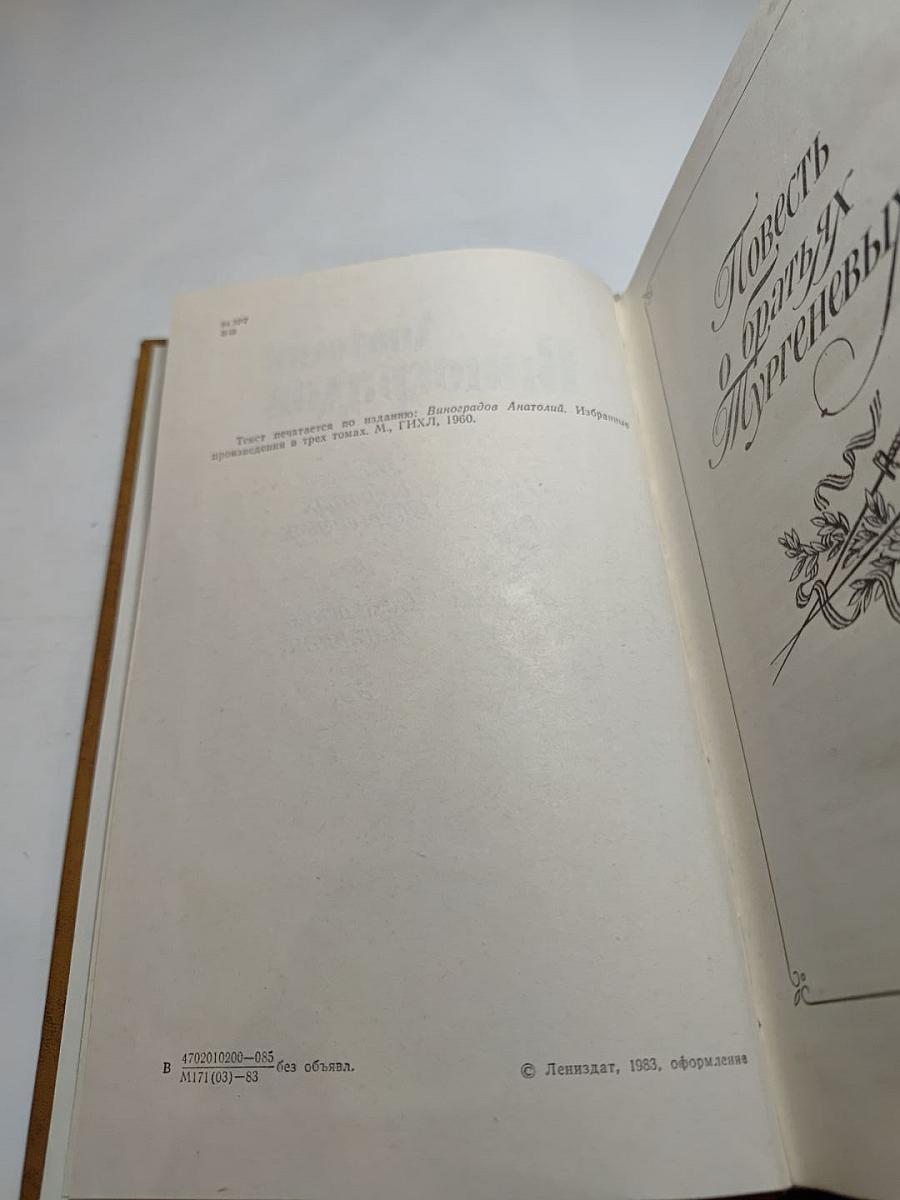 Текст печатается по изданию: Виноградов Анатолий. Избранные
произведения в трех томах. М., ГИХЛ, 1960.
В 4702010200—085
М171(03)—83
без объявл.
© Лениздат, 1983, оформление
Повесть
о братьях
Тургеневых